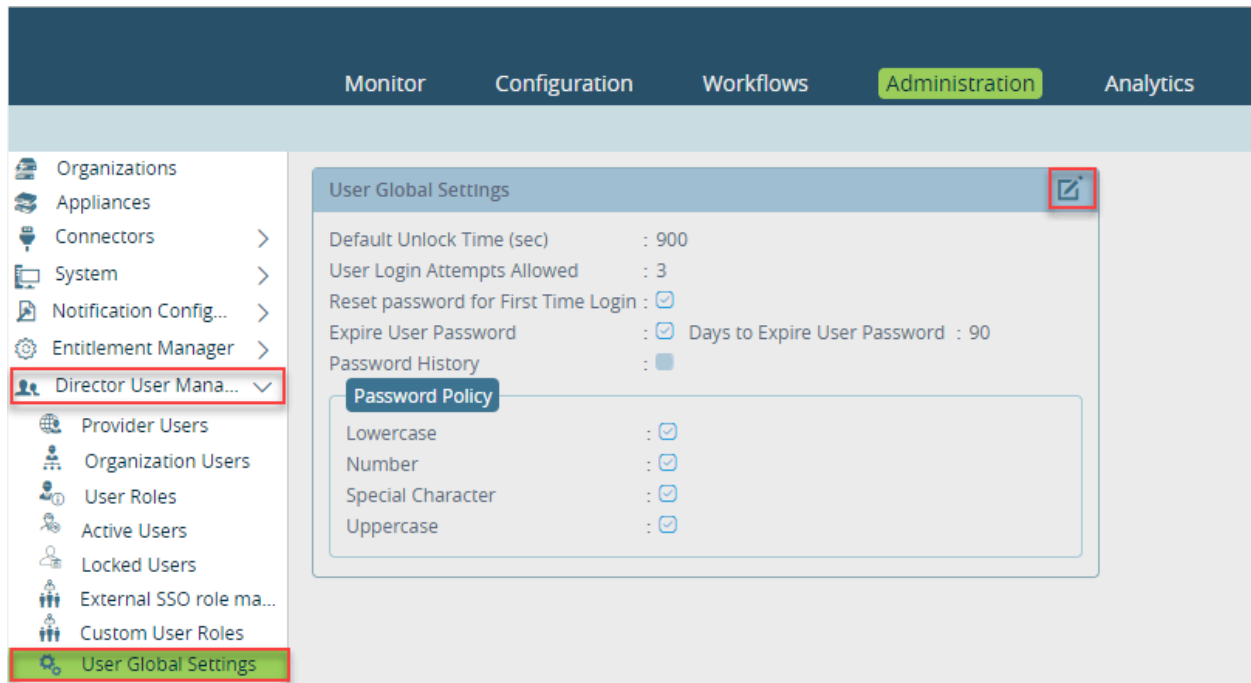 Monitor Configuration Workflows Administration Analytics
Organizations
Appliances
Connectors
System
Notification Config...
Entitlement Manager
Director User Mana...
Provider Users
Organization Users
User Roles
Active Users
Locked Users
External SSO role ma...
Custom User Roles
User Global Settings
User Global Settings
Default Unlock Time (sec) : 900
User Login Attempts Allowed : 3
Reset password for First Time Login :
Expire User Password : Days to Expire User Password : 90
Password History :
Password Policy
Lowercase :
Number :
Special Character :
Uppercase :